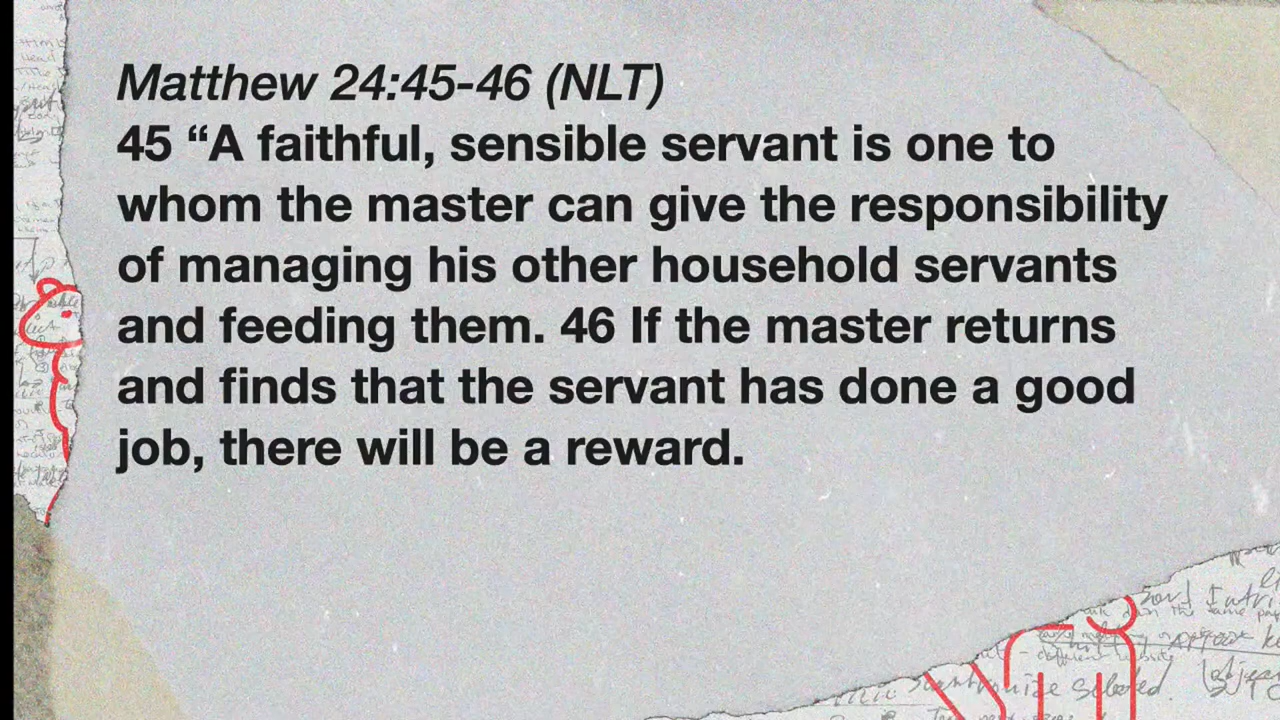 Matthew 24:45-46 (NLT)
45 “A faithful, sensible servant is one to
whom the master can give the responsibility
of managing his other household servants
and feeding them. 46 If the master returns
and finds that the servant has done a good
job, there will be a reward.